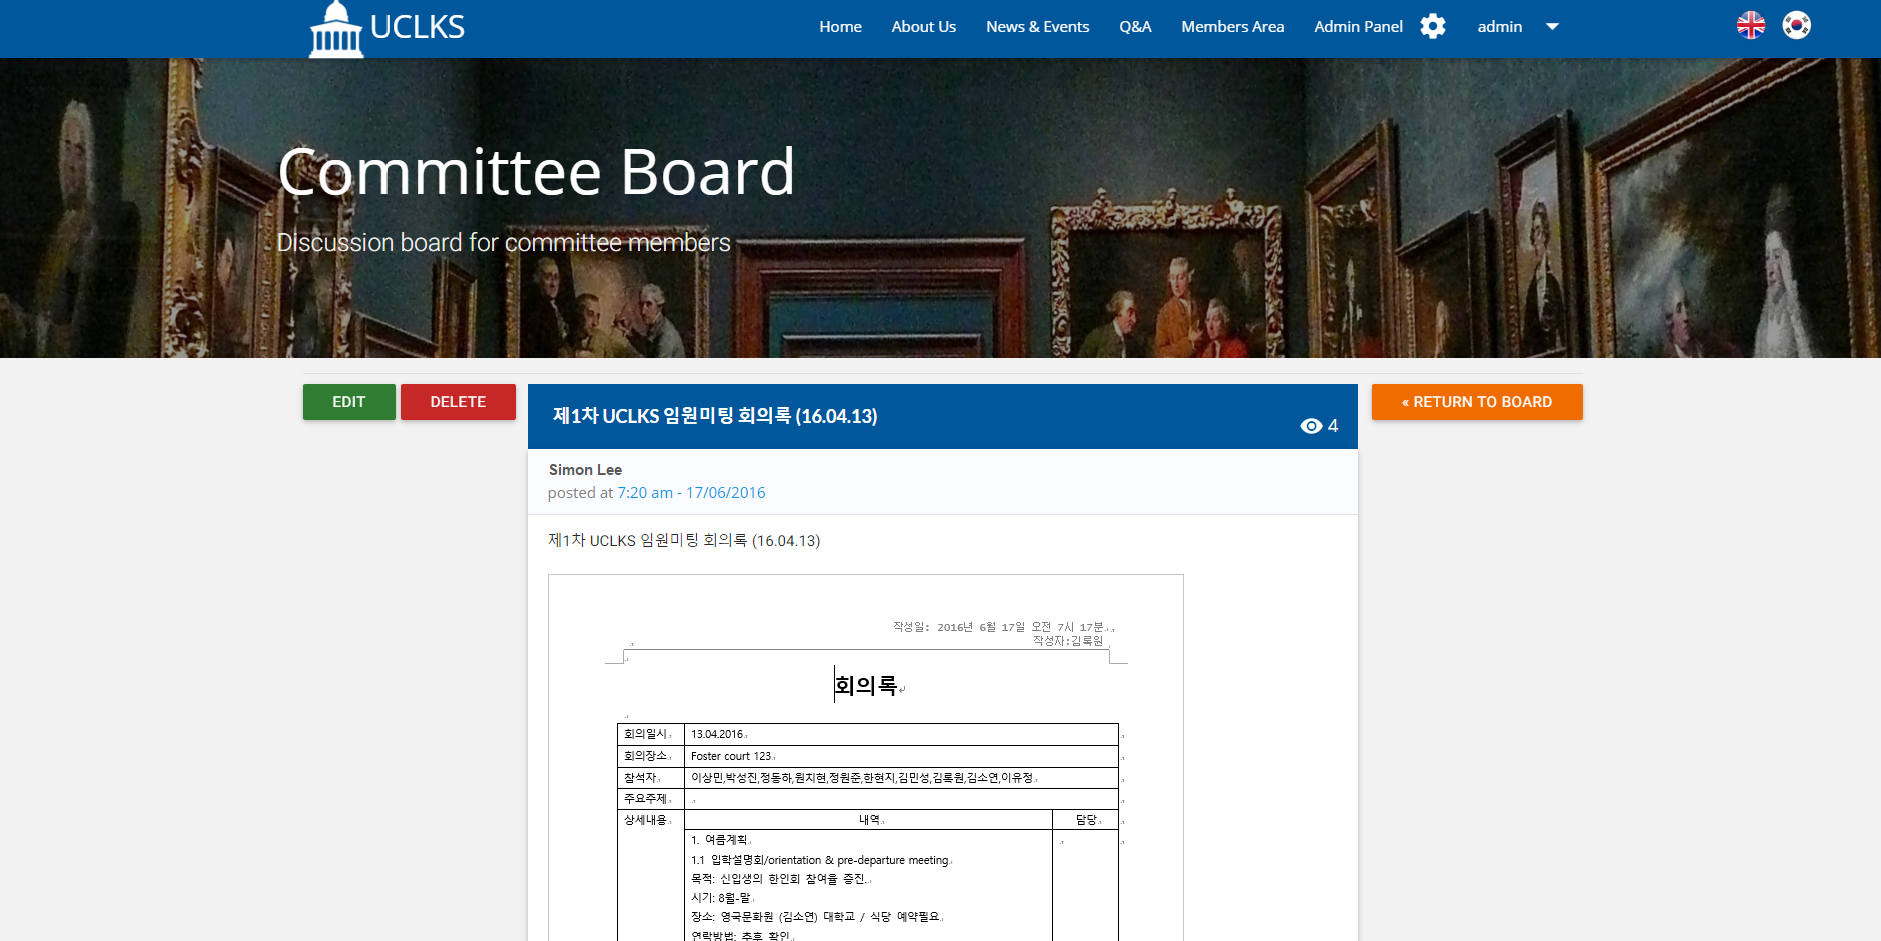 UCLKS
Home About Us News & Events Q&A Members Area Admin Panel admin
Committee Board
Discussion board for committee members
EDIT DELETE
« RETURN TO BOARD
제1차 UCLKS 임원미팅 회의록 (16.04.13)
4
Simon Lee
posted at 7:20 am - 17/06/2016
제1차 UCLKS 임원미팅 회의록 (16.04.13)
작성일: 2016년 6월 17일 오전 7시 17분
작성자:김록원
회의록
회의일시 13.04.2016
회의장소 Foster court 123
참석자 이상민,박성진,정동하,원치현,정원준,한현지,김민성,김록원,김소연,이유정
주요주제
상세내용 내역 담당
1. 여름계획
1.1 입학설명회/orientation & pre-departure meeting
목적: 신입생의 한인회 참여율 증진.
시기: 8월-말
장소: 영국문화원 (김소연) 대학교 / 식당 예약필요
연락방법: 추후 확인